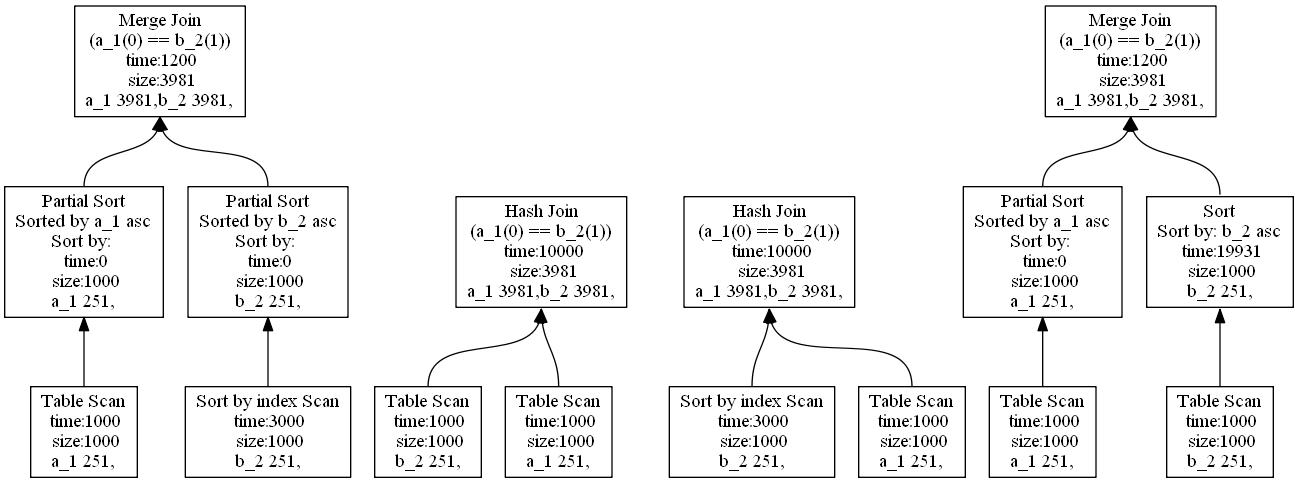 Merge Join
(a_1(0) == b_2(1))
time:1200
size:3981
a_1 3981,b_2 3981,
Merge Join
(a_1(0) == b_2(1))
time:1200
size:3981
a_1 3981,b_2 3981,
Partial Sort
Sorted by a_1 asc
Sort by:
time:0
size:1000
a_1 251,
Partial Sort
Sorted by b_2 asc
Sort by:
time:0
size:1000
b_2 251,
Hash Join
(a_1(0) == b_2(1))
time:10000
size:3981
a_1 3981,b_2 3981,
Hash Join
(a_1(0) == b_2(1))
time:10000
size:3981
a_1 3981,b_2 3981,
Partial Sort
Sorted by a_1 asc
Sort by:
time:0
size:1000
a_1 251,
Sort
Sort by: b_2 asc
time:19931
size:1000
b_2 251,
Table Scan
time:1000
size:1000
a_1 251,
Sort by index Scan
time:3000
size:1000
b_2 251,
Table Scan
time:1000
size:1000
b_2 251,
Table Scan
time:1000
size:1000
a_1 251,
Sort by index Scan
time:3000
size:1000
b_2 251,
Table Scan
time:1000
size:1000
a_1 251,
Table Scan
time:1000
size:1000
a_1 251,
Table Scan
time:1000
size:1000
b_2 251,